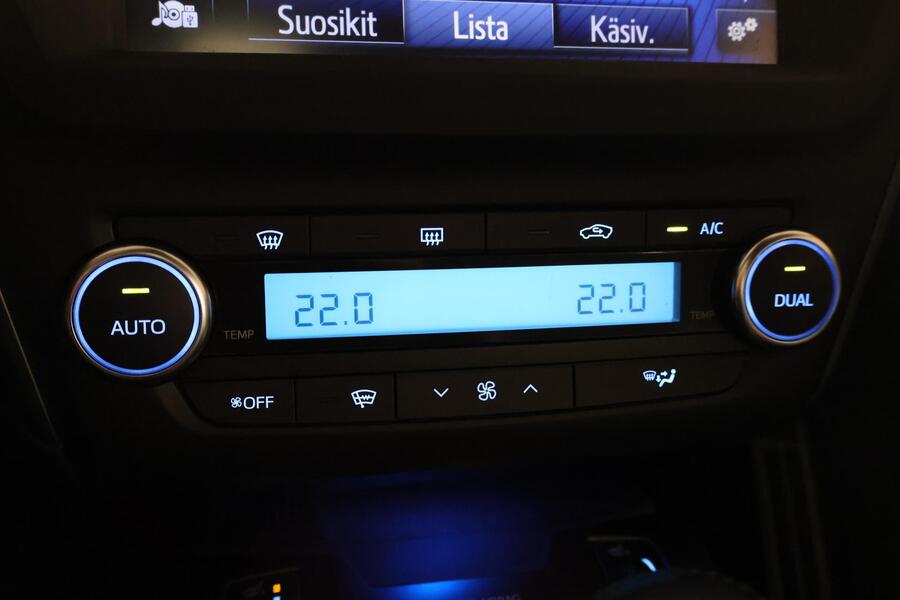 Suosikit Lista Käsiv.
A/C
AUTO
TEMP
22.0 22.0
TEMP
DUAL
OFF